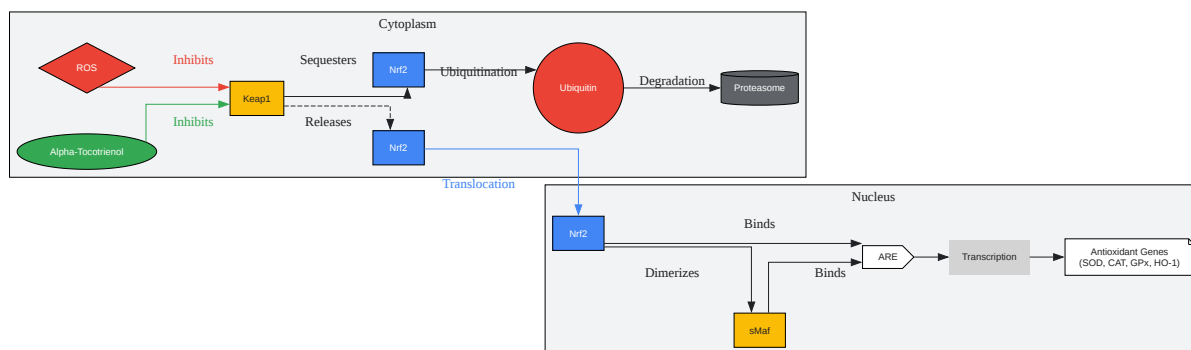 Cytoplasm
ROS
Inhibits
Sequesters
Nrf2
Ubiquitination
Ubiquitin
Degradation
Proteasome
Keap1
Inhibits
Releases
Alpha-Tocotrienol
Nrf2
Translocation
Nucleus
Nrf2
Binds
ARE
Transcription
Antioxidant Genes
(SOD, CAT, GPx, HO-1)
Dimerizes
Binds
sMaf